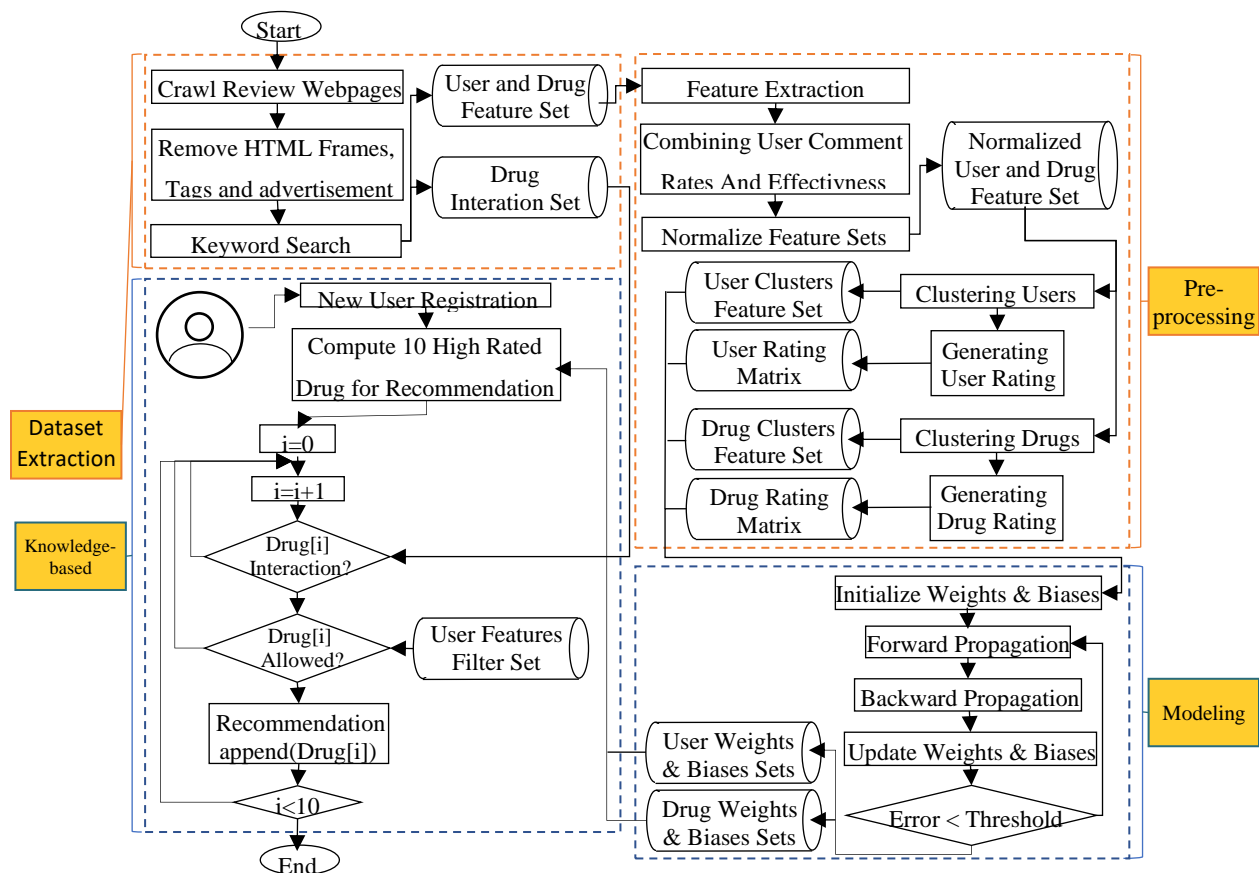 Start
Crawl Review Webpages
Remove HTML Frames,
Tags and advertisement
Keyword Search
User and Drug
Feature Set
Drug
Interation Set
Feature Extraction
Combining User Comment
Rates And Effectivness
Normalize Feature Sets
Normalized
User and Drug
Feature Set
User Clusters
Feature Set
Clustering Users
User Rating
Matrix
Generating
User Rating
Drug Clusters
Feature Set
Clustering Drugs
Drug Rating
Matrix
Generating
Drug Rating
Pre-
processing
New User Registration
Compute 10 High Rated
Drug for Recommendation
i=0
i=i+1
Drug[i]
Interaction?
Drug[i]
Allowed?
User Features
Filter Set
Recommendation
append(Drug[i])
i<10
End
Dataset
Extraction
Knowledge-
based
Initialize Weights & Biases
Forward Propagation
Backward Propagation
Update Weights & Biases
Error < Threshold
User Weights
& Biases Sets
Drug Weights
& Biases Sets
Modeling